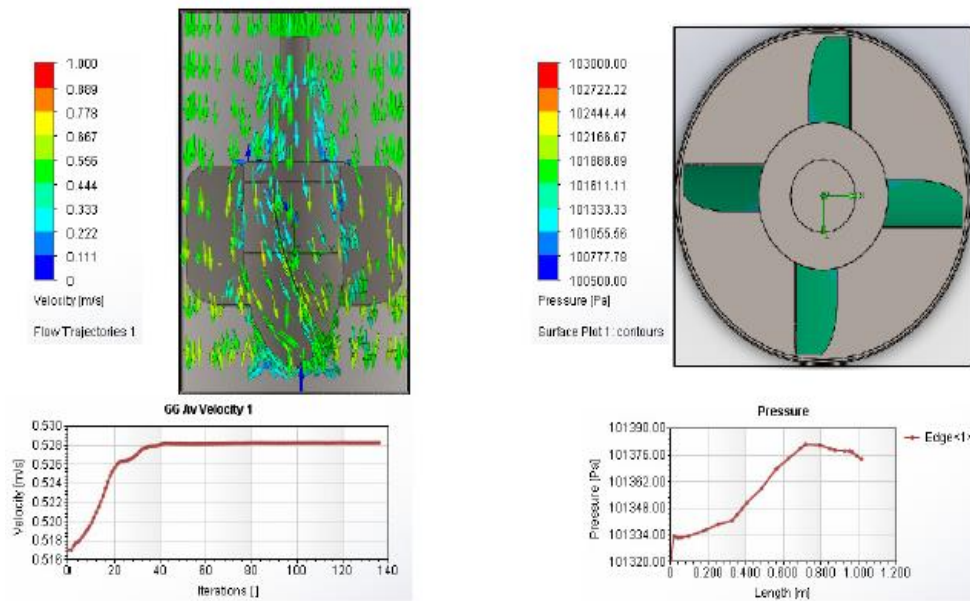 1.000
0.889
0.778
0.667
0.556
0.444
0.333
0.222
0.111
0
Velocity [m/s]
Flow Trajectories 1
103000.00
102722.22
102444.44
102166.67
101888.89
101611.11
101333.33
101055.56
100777.78
100500.00
Pressure [Pa]
Surface Plot 1: contours
GG Av Velocity 1
0.530
0.528
0.526
0.524
0.522
0.520
0.518
0.516
Velocity [m/s]
0 20 40 60 80 100 120 140
Iterations [ ]
Pressure
101390.00
101375.00
101362.00
101348.00
101334.00
101320.00
Pressure [Pa]
0 0.200 0.400 0.600 0.800 1.000 1.200
Length [m]
Edge<1>